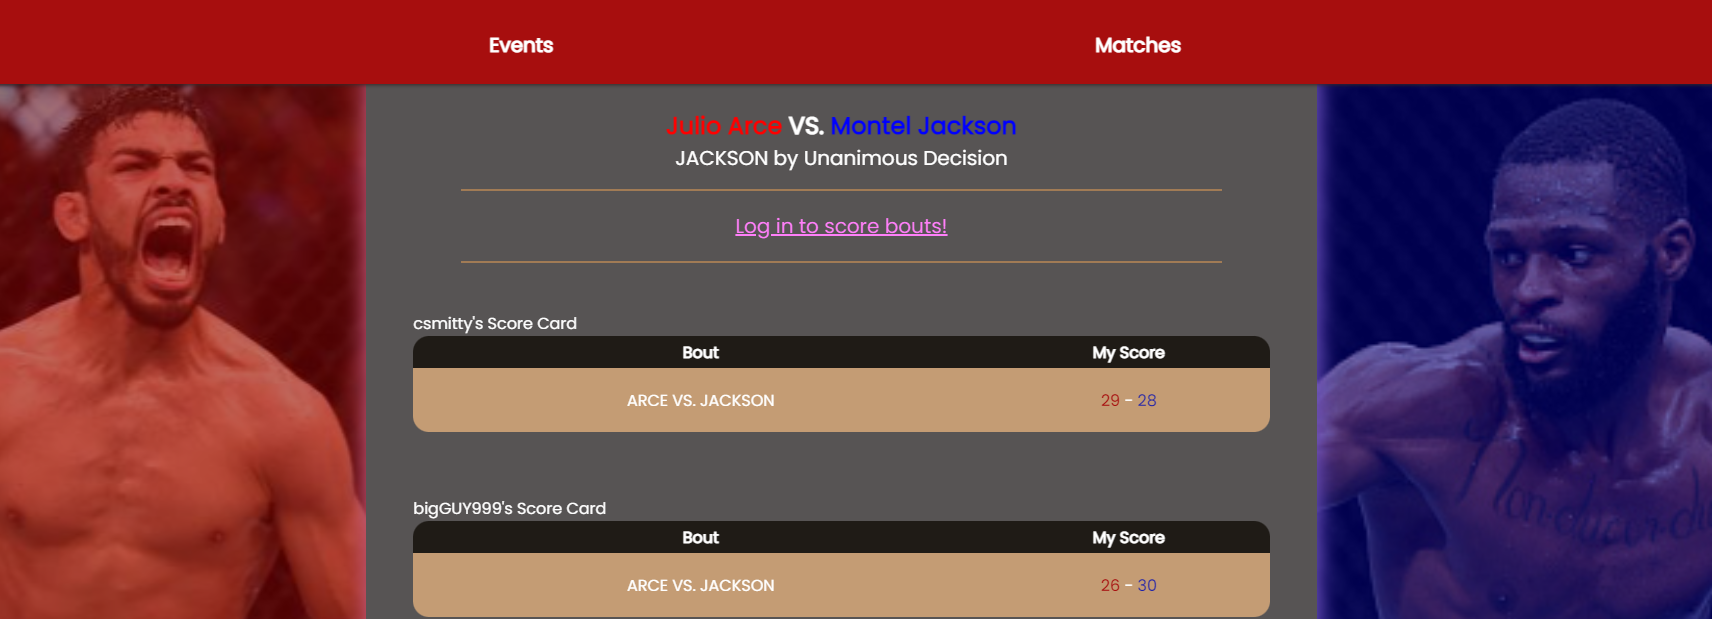 Events Matches
Julio Arce VS. Montel Jackson
JACKSON by Unanimous Decision
Log in to score bouts!
csmitty's Score Card
Bout My Score
ARCE VS. JACKSON 29 - 28
bigGUY999's Score Card
Bout My Score
ARCE VS. JACKSON 26 - 30